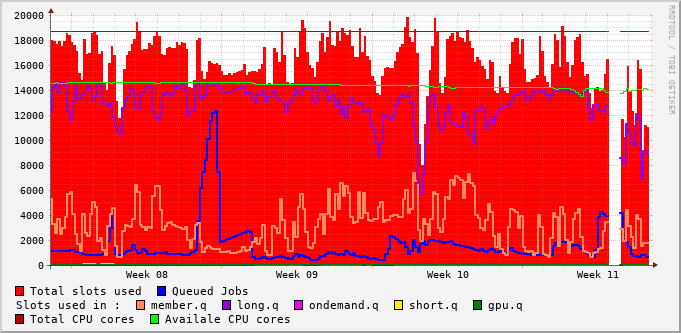 20000
18000
16000
14000
12000
10000
8000
6000
4000
2000
0
Week 08 Week 09 Week 10 Week 11
RRDTOOL / TOBI OETIKER
Total slots used Queued Jobs
Slots used in : member.q long.q ondemand.q short.q gpu.q
Total CPU cores Availale CPU cores